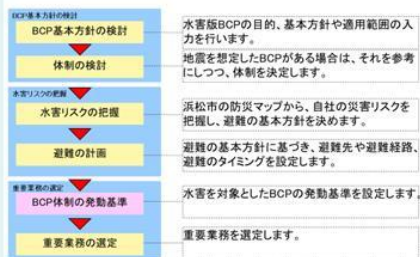 BCP基本方針の検討
BCP基本方針の検討
水害版BCPの目的、基本方針や適用範囲の入
力を行います。
体制の検討
地震を想定したBCPがある場合は、それを参考
にしつつ、体制を決定します。
水害リスクの把握
水害リスクの把握
浜松市の防災マップから、自社の災害リスクを
把握し、避難の基本方針を決めます。
避難の計画
避難の基本方針に基づき、避難先や避難経路、
避難のタイミングを設定します。
重要業務の選定
BCP体制の発動基準
水害を対象としたBCPの発動基準を設定します。
重要業務の選定
重要業務を選定します。